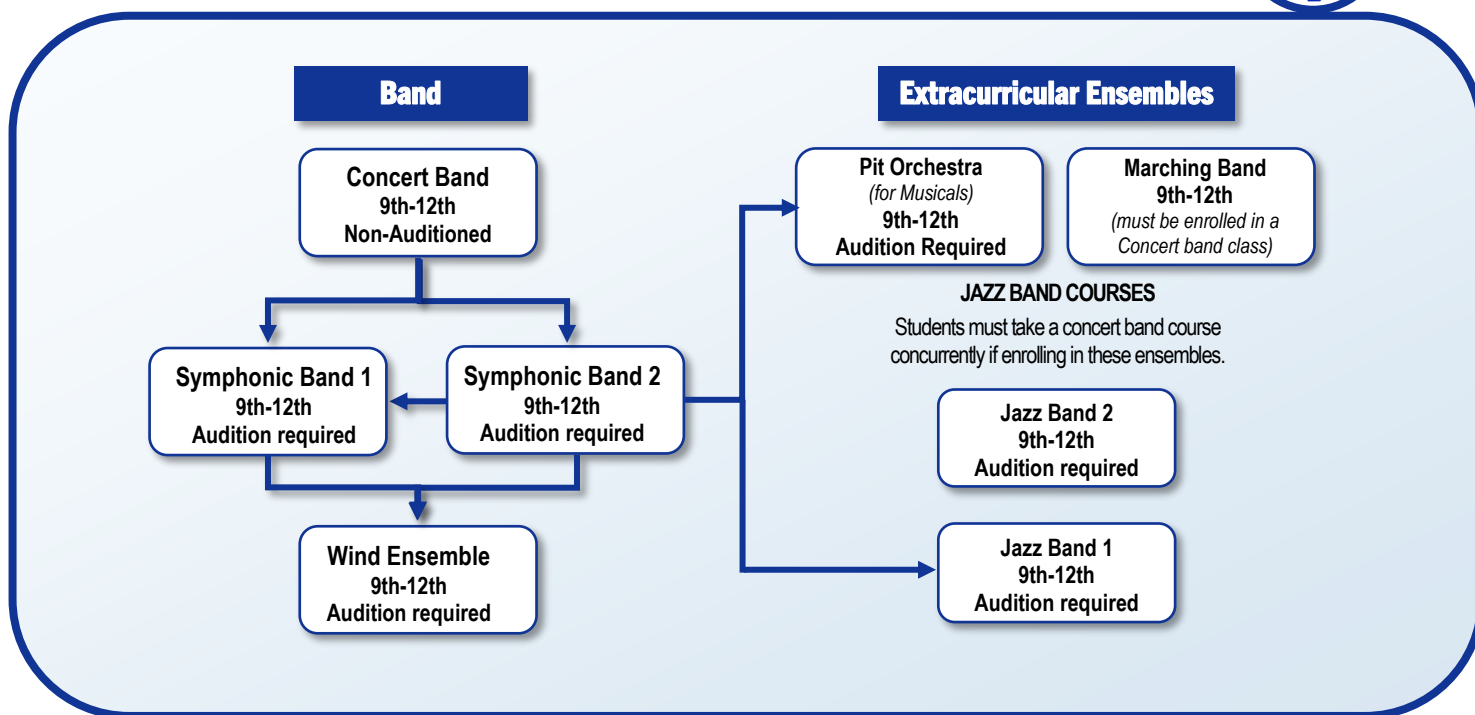 Band
Concert Band
9th-12th
Non-Auditioned
Symphonic Band 1
9th-12th
Audition required
Symphonic Band 2
9th-12th
Audition required
Wind Ensemble
9th-12th
Audition required
Extracurricular Ensembles
Pit Orchestra
(for Musicals)
9th-12th
Audition Required
Marching Band
9th-12th
(must be enrolled in a
Concert band class)
JAZZ BAND COURSES
Students must take a concert band course
concurrently if enrolling in these ensembles.
Jazz Band 2
9th-12th
Audition required
Jazz Band 1
9th-12th
Audition required